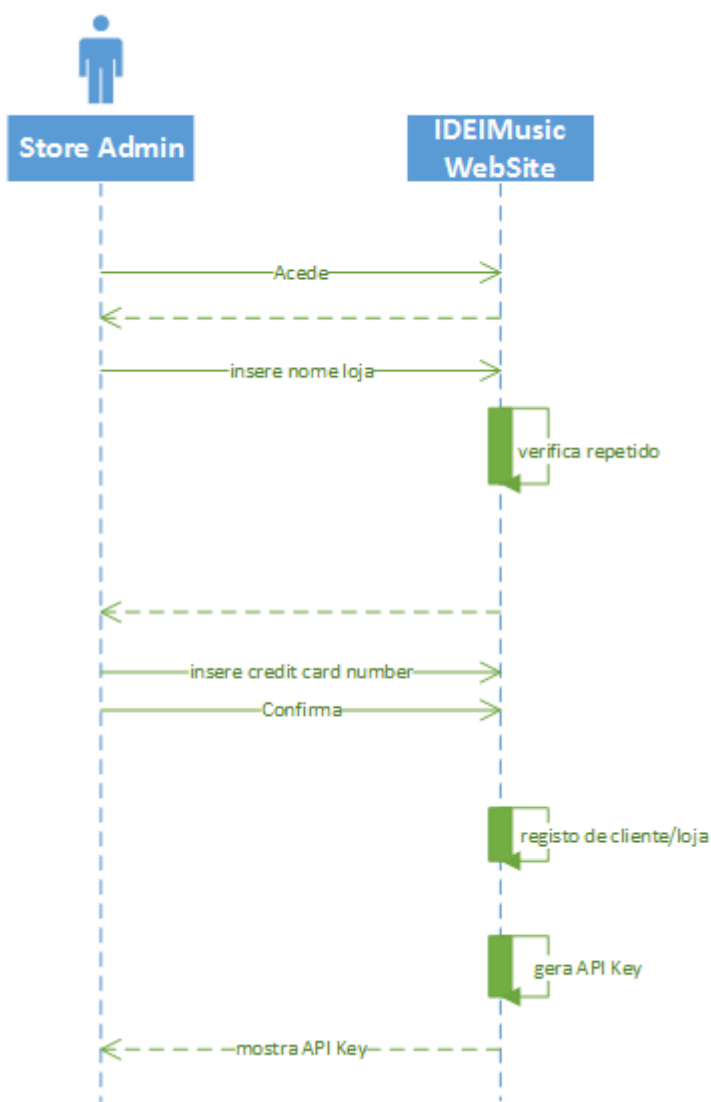 Store Admin
IDEIMusic
WebSite
Acede
insere nome loja
verifica repetido
insere credit card number
Confirma
registo de cliente/loja
gera API Key
mostra API Key